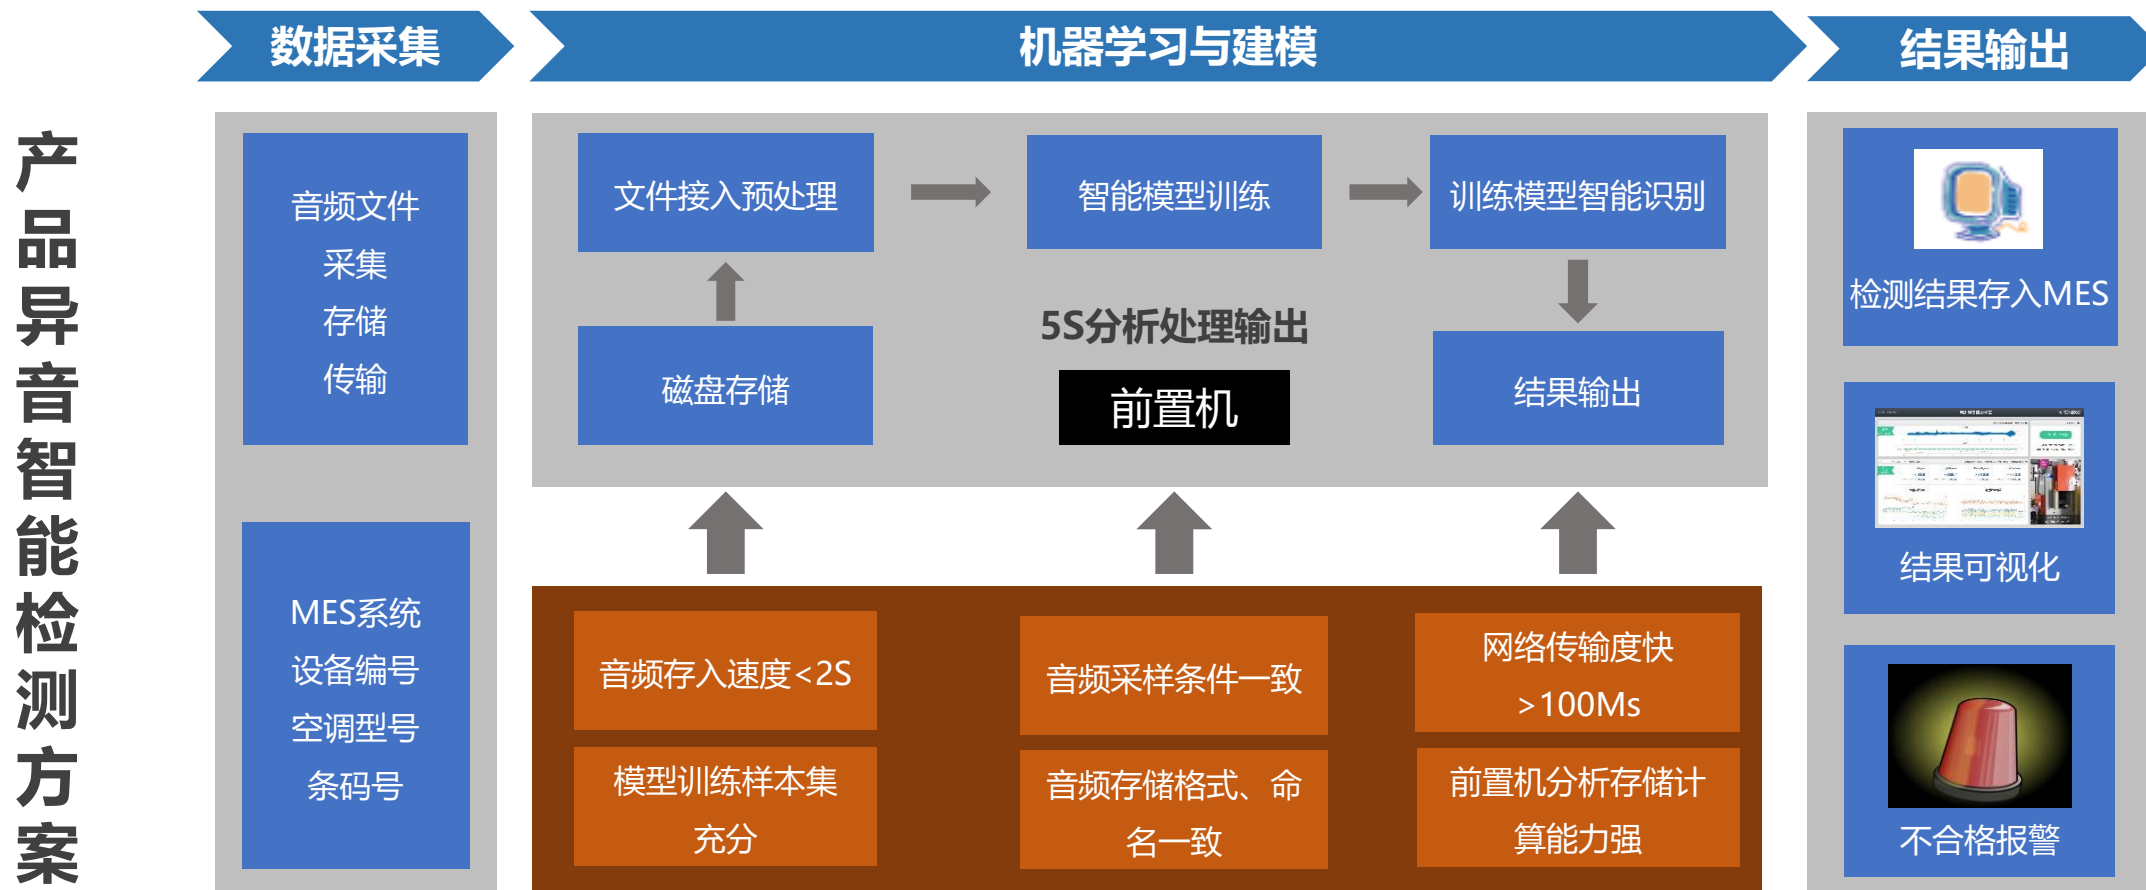 数据采集
机器学习与建模
结果输出
产品异音智能检测方案
音频文件
采集
存储
传输
MES系统
设备编号
空调型号
条码号
文件接入预处理
智能模型训练
训练模型智能识别
磁盘存储
5S分析处理输出
前置机
结果输出
音频存入速度<2S
音频采样条件一致
网络传输度快
>100Ms
模型训练样本集
充分
音频存储格式、命
名一致
前置机分析存储计
算能力强
检测结果存入MES
结果可视化
不合格报警